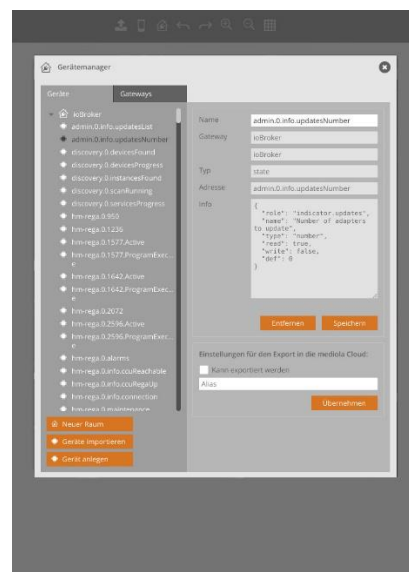 Gerätemanager
Geräte
Gateways
ioBroker
admin.0.info.updatesList
admin.0.info.updatesNumber
discovery.0.devicesFound
discovery.0.devicesProgress
discovery.0.instancesFound
discovery.0.scanRunning
discovery.0.servicesProgress
hm-rega.0.953
hm-rega.0.1236
hm-rega.0.1577.Active
hm-rega.0.1577.ProgramExec...
e
hm-rega.0.1642.Active
hm-rega.0.1642.ProgramExec...
e
hm-rega.0.2072
hm-rega.0.2596.Active
hm-rega.0.2596.ProgramExec...
e
hm-rega.0.alarms
hm-rega.0.info.ccuReachable
hm-rega.0.info.ccuRegaUp
hm-rega.0.info.connection
hm-rega.0.maintenance
Neuer Raum
Geräte importieren
Gerät anlegen
Name
admin.0.info.updatesNumber
Gateway
ioBroker
ioBroker
Typ
state
Adresse
admin.0.info.updatesNumber
Info
{
"role": "indicator.updates",
"name": "Number of adapters
to update",
"type": "number",
"read": true,
"write": false,
"def": 0
}
Entfernen
Speichern
Einstellungen für den Export in die mediola Cloud:
Kann exportiert werden
Alias
Übernehmen